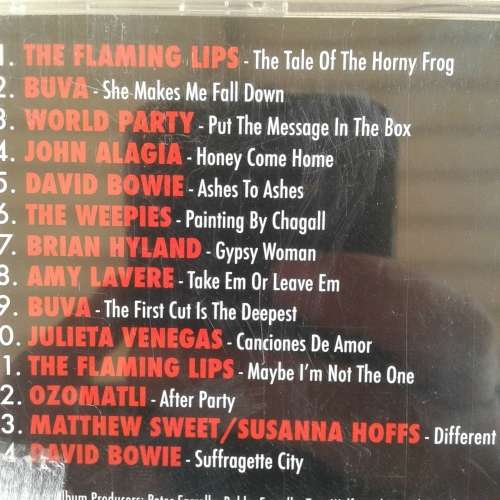 1. THE FLAMING LIPS - The Tale Of The Horny Frog
2. BUVA - She Makes Me Fall Down
3. WORLD PARTY - Put The Message In The Box
4. JOHN ALAGIA - Honey Come Home
5. DAVID BOWIE - Ashes To Ashes
6. THE WEEPIES - Painting By Chagall
7. BRIAN HYLAND - Gypsy Woman
8. AMY LAVERE - Take Em Or Leave Em
9. BUVA - The First Cut Is The Deepest
0. JULIETA VENEGAS - Canciones De Amor
1. THE FLAMING LIPS - Maybe I'm Not The One
2. OZOMATLI - After Party
3. MATTHEW SWEET/SUSANNA HOFFS - Different
4. DAVID BOWIE - Suffragette City
Album Producers: Peter